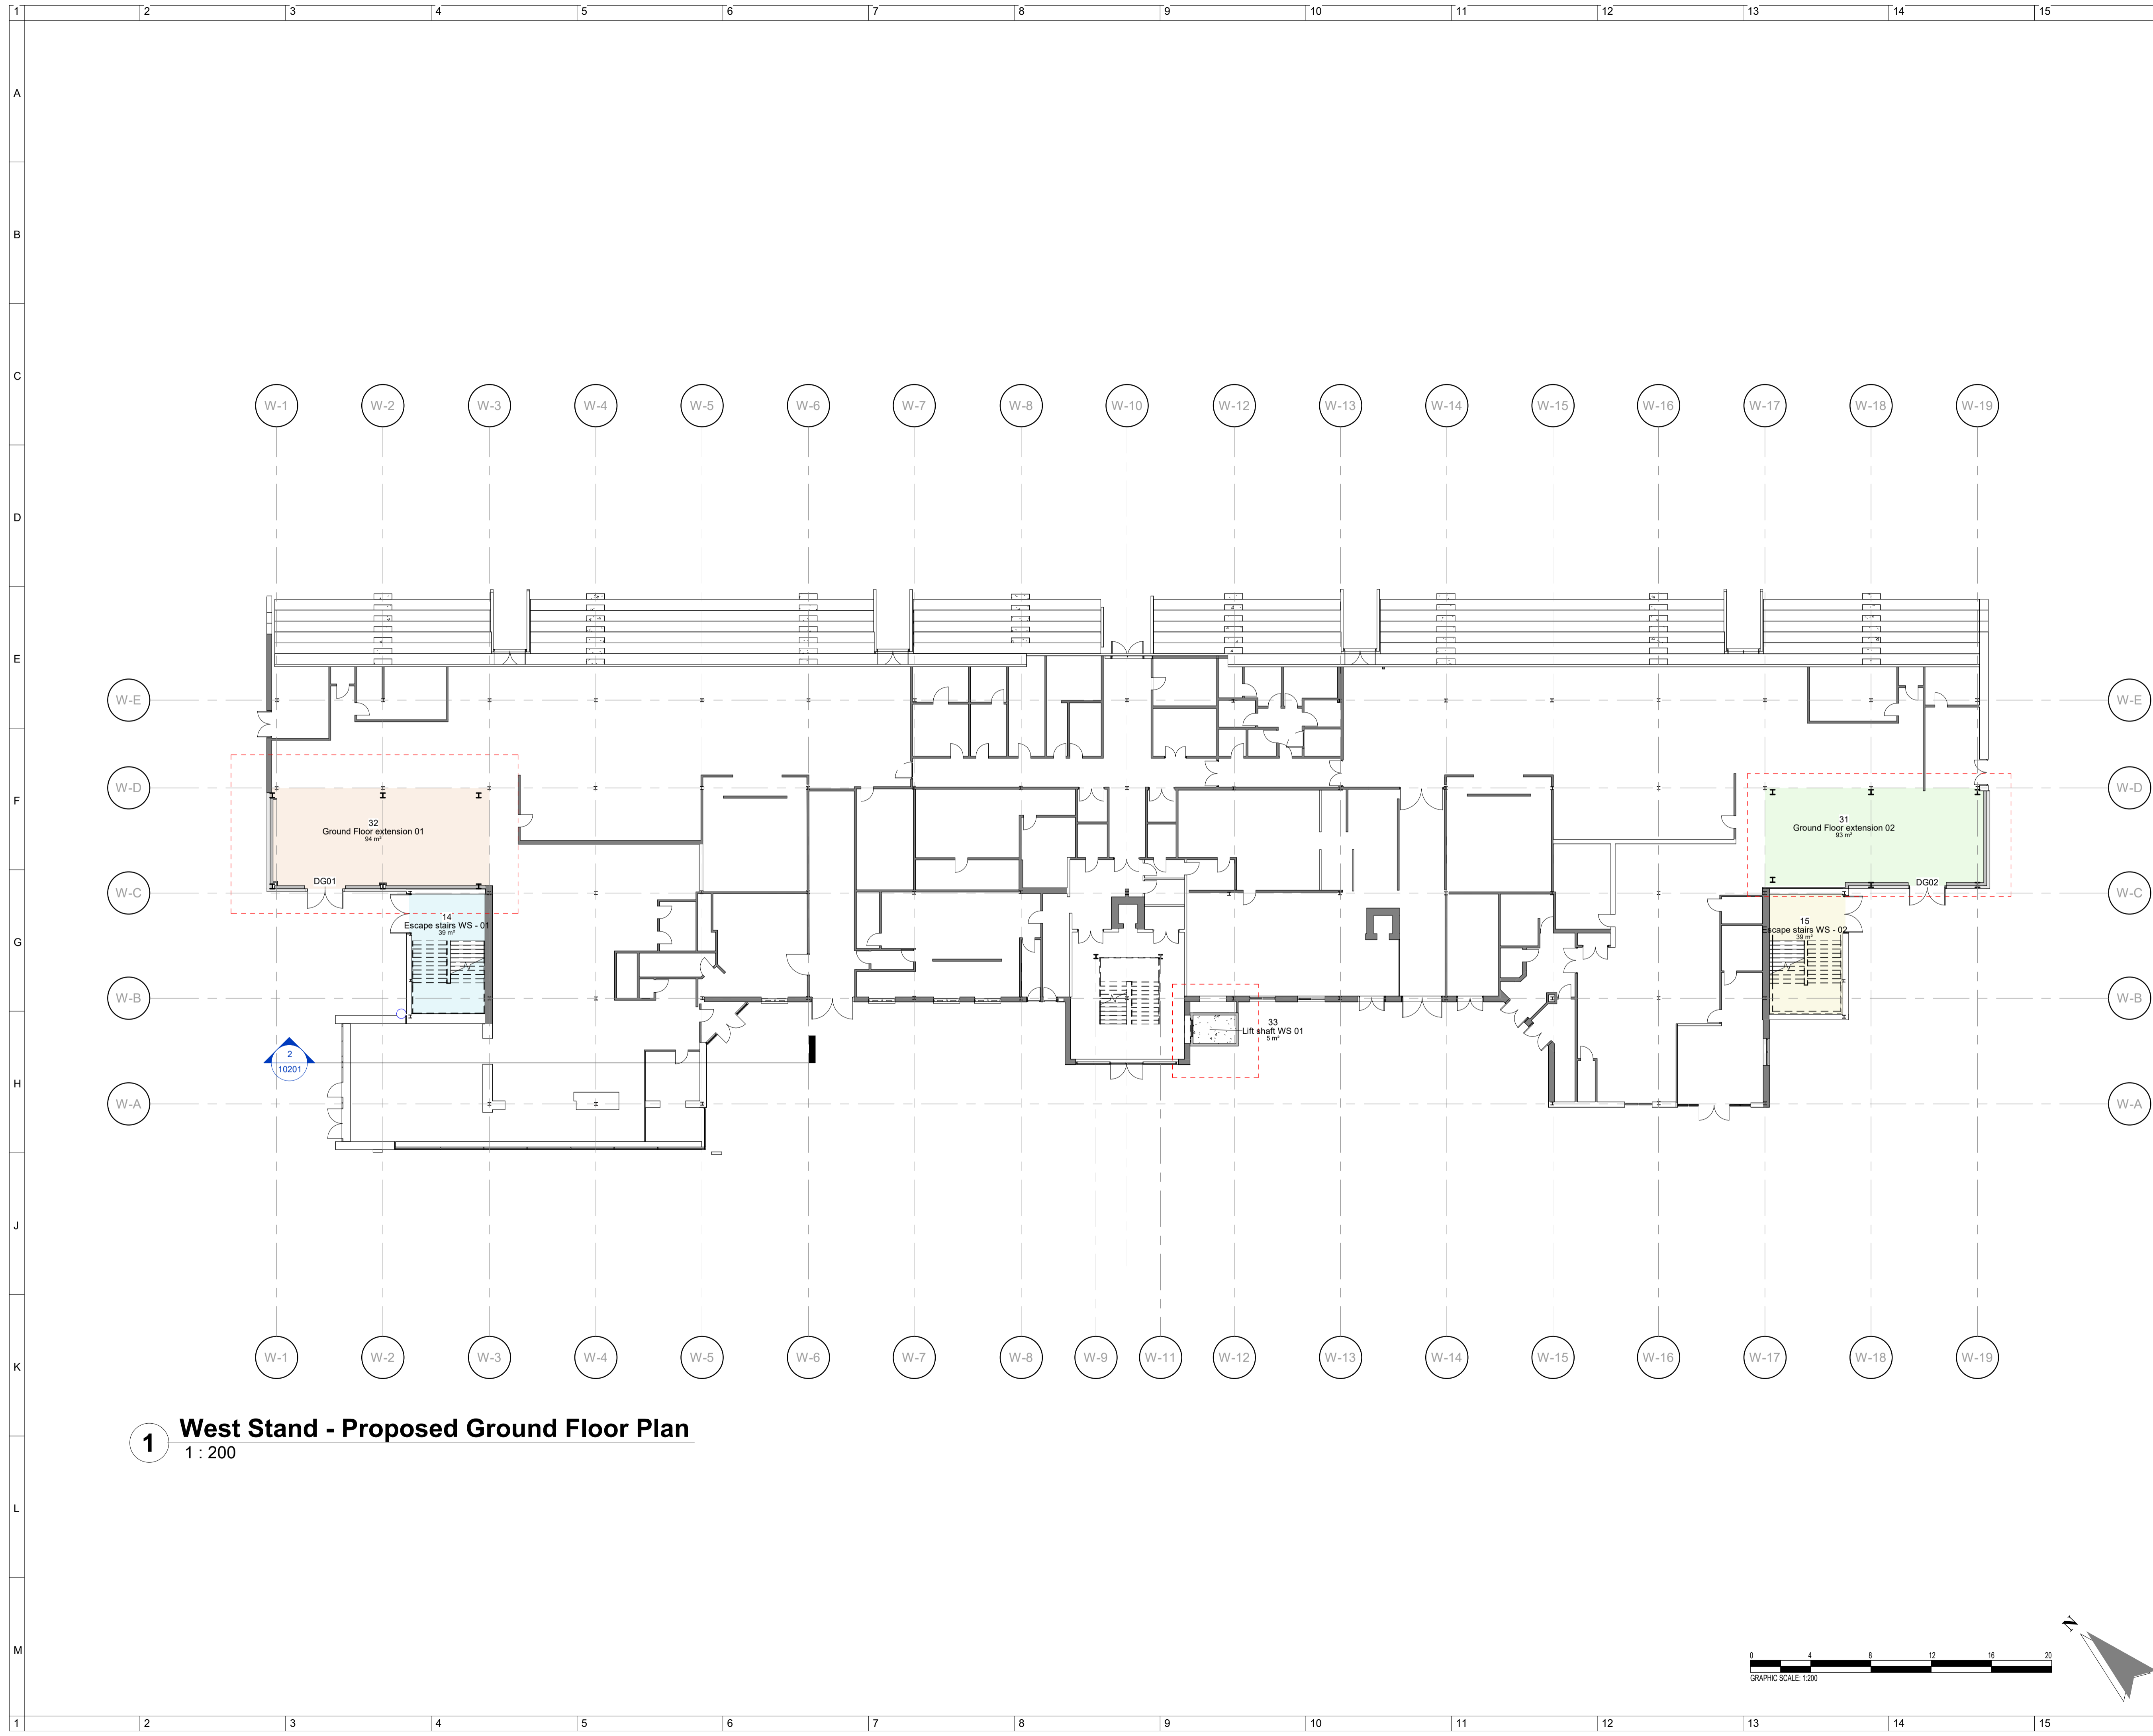 1 2 3 4 5 6 7 8 9 10 11 12 13 14 15
A
B
C
W-1 W-2 W-3 W-4 W-5 W-6 W-7 W-8 W-10 W-12 W-13 W-14 W-15 W-16 W-17 W-18 W-19
D
E
W-E W-E
W-D W-D
F
32
Ground Floor extension 01
94 m²
31
Ground Floor extension 02
93 m²
DG01 DG02
W-C W-C
14
Escape stairs WS - 01
39 m²
15
Escape stairs WS - 02
39 m²
G
W-B W-B
33
Lift shaft WS 01
5 m²
2
10201
H
W-A W-A
J
W-1 W-2 W-3 W-4 W-5 W-6 W-7 W-8 W-9 W-11 W-12 W-13 W-14 W-15 W-16 W-17 W-18 W-19
K
1 West Stand - Proposed Ground Floor Plan
1 : 200
L
N
M
0 4 8 12 16 20
GRAPHIC SCALE: 1:200
1 2 3 4 5 6 7 8 9 10 11 12 13 14 15